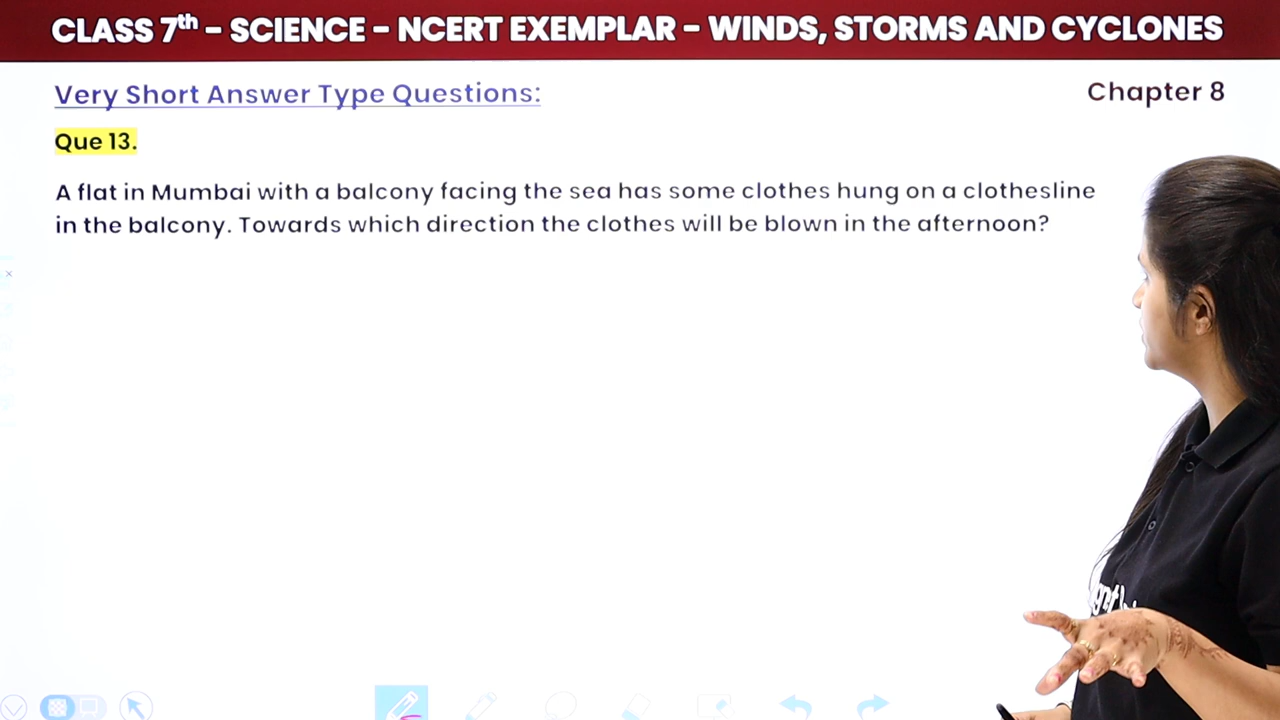 CLASS 7th – SCIENCE – NCERT EXEMPLAR – WINDS, STORMS AND CYCLONES
Very Short Answer Type Questions:
Chapter 8
Que 13.
A flat in Mumbai with a balcony facing the sea has some clothes hung on a clothesline
in the balcony. Towards which direction the clothes will be blown in the afternoon?